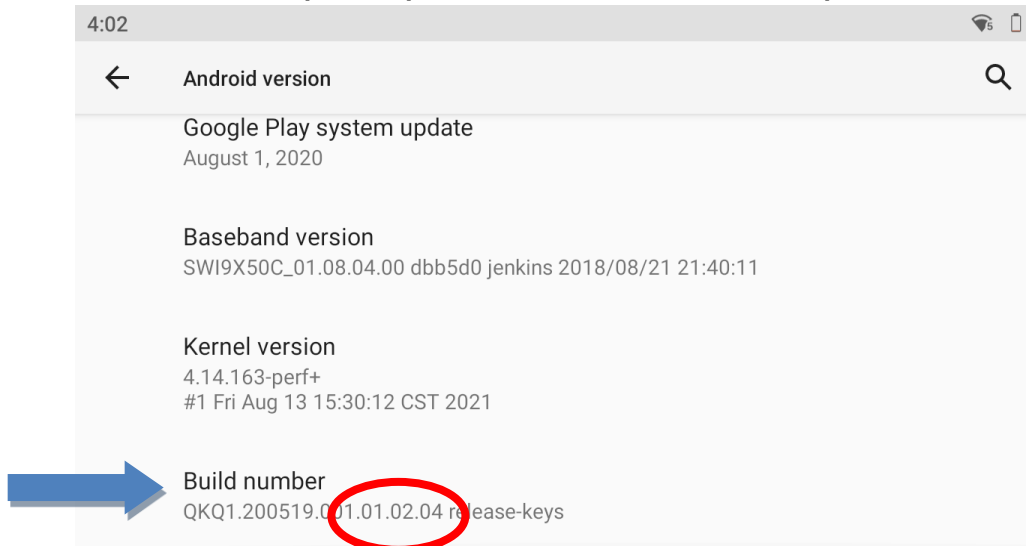 4:02
5
Android version
Google Play system update
August 1, 2020
Baseband version
SWI9X50C_01.08.04.00 dbb5d0 jenkins 2018/08/21 21:40:11
Kernel version
4.14.163-perf+
#1 Fri Aug 13 15:30:12 CST 2021
Build number
QKQ1.200519.001.01.02.04 release-keys